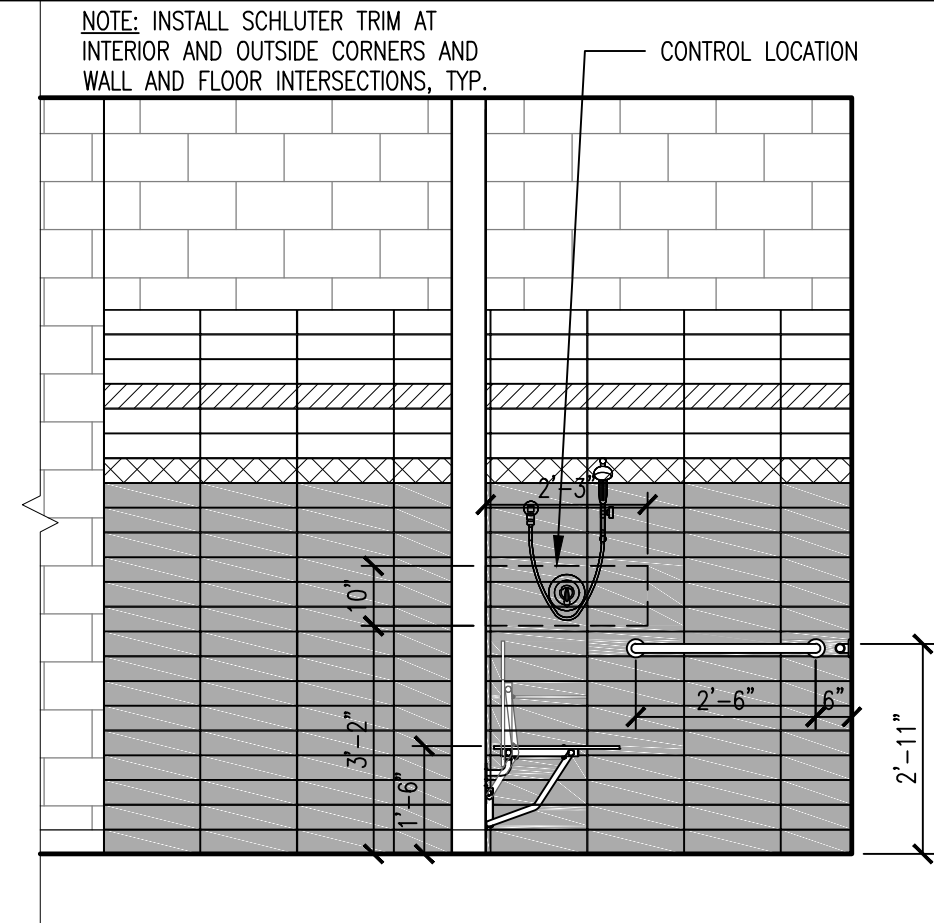 NOTE: INSTALL SCHLUTER TRIM AT
INTERIOR AND OUTSIDE CORNERS AND
WALL AND FLOOR INTERSECTIONS, TYP.
CONTROL LOCATION
2'-3"
10"
2'-6"
6"
3'-2"
1'-6"
2'-11"